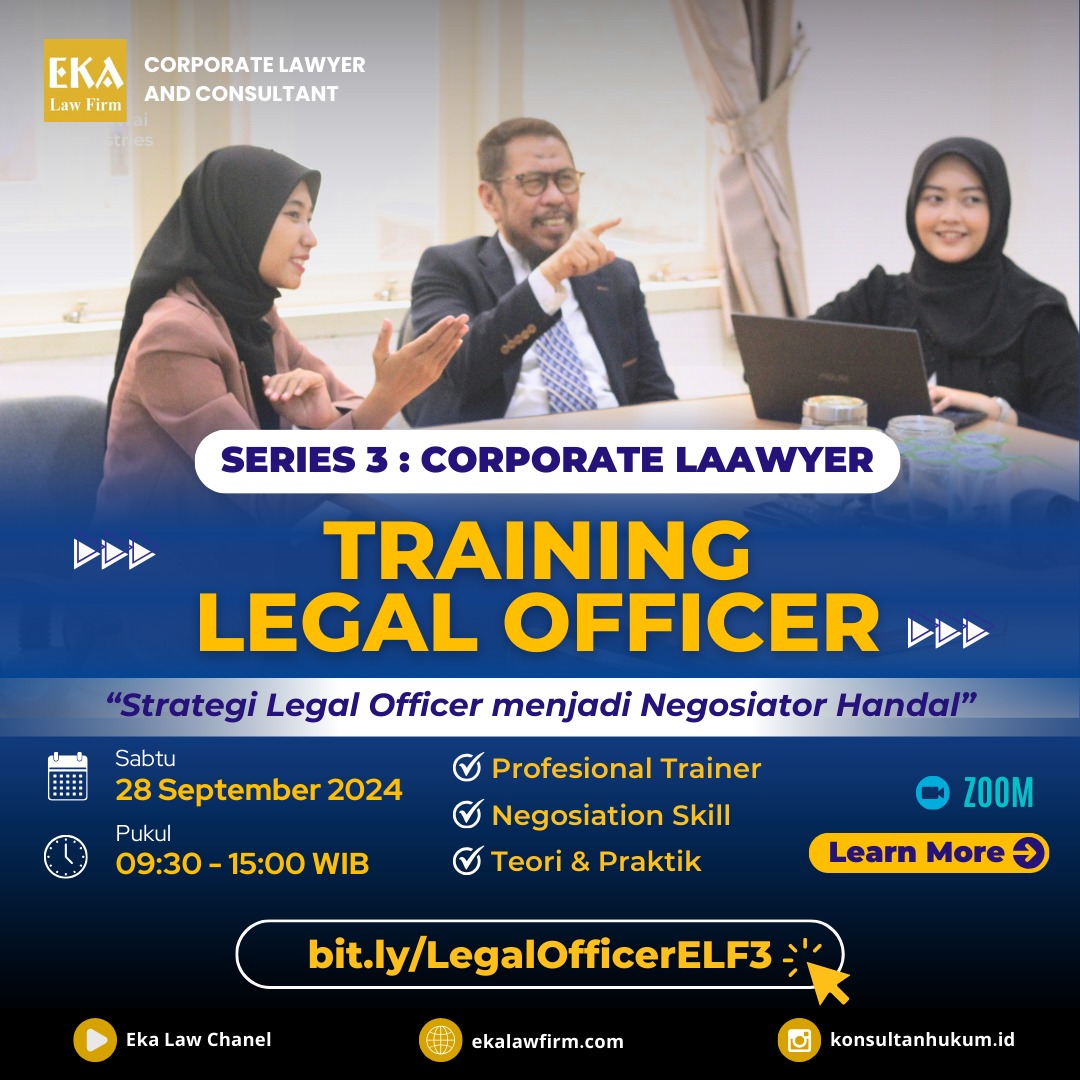 EKA
Law Firm
CORPORATE LAWYER
AND CONSULTANT
SERIES 3 : CORPORATE LAAWYER
TRAINING
LEGAL OFFICER
“Strategi Legal Officer menjadi Negosiator Handal”
Sabtu
28 September 2024
Pukul
09:30 - 15:00 WIB
Profesional Trainer
Negosiation Skill
Teori & Praktik
ZOOM
Learn More
bit.ly/LegalOfficerELF3
Eka Law Chanel
ekalawfirm.com
konsultanhukum.id